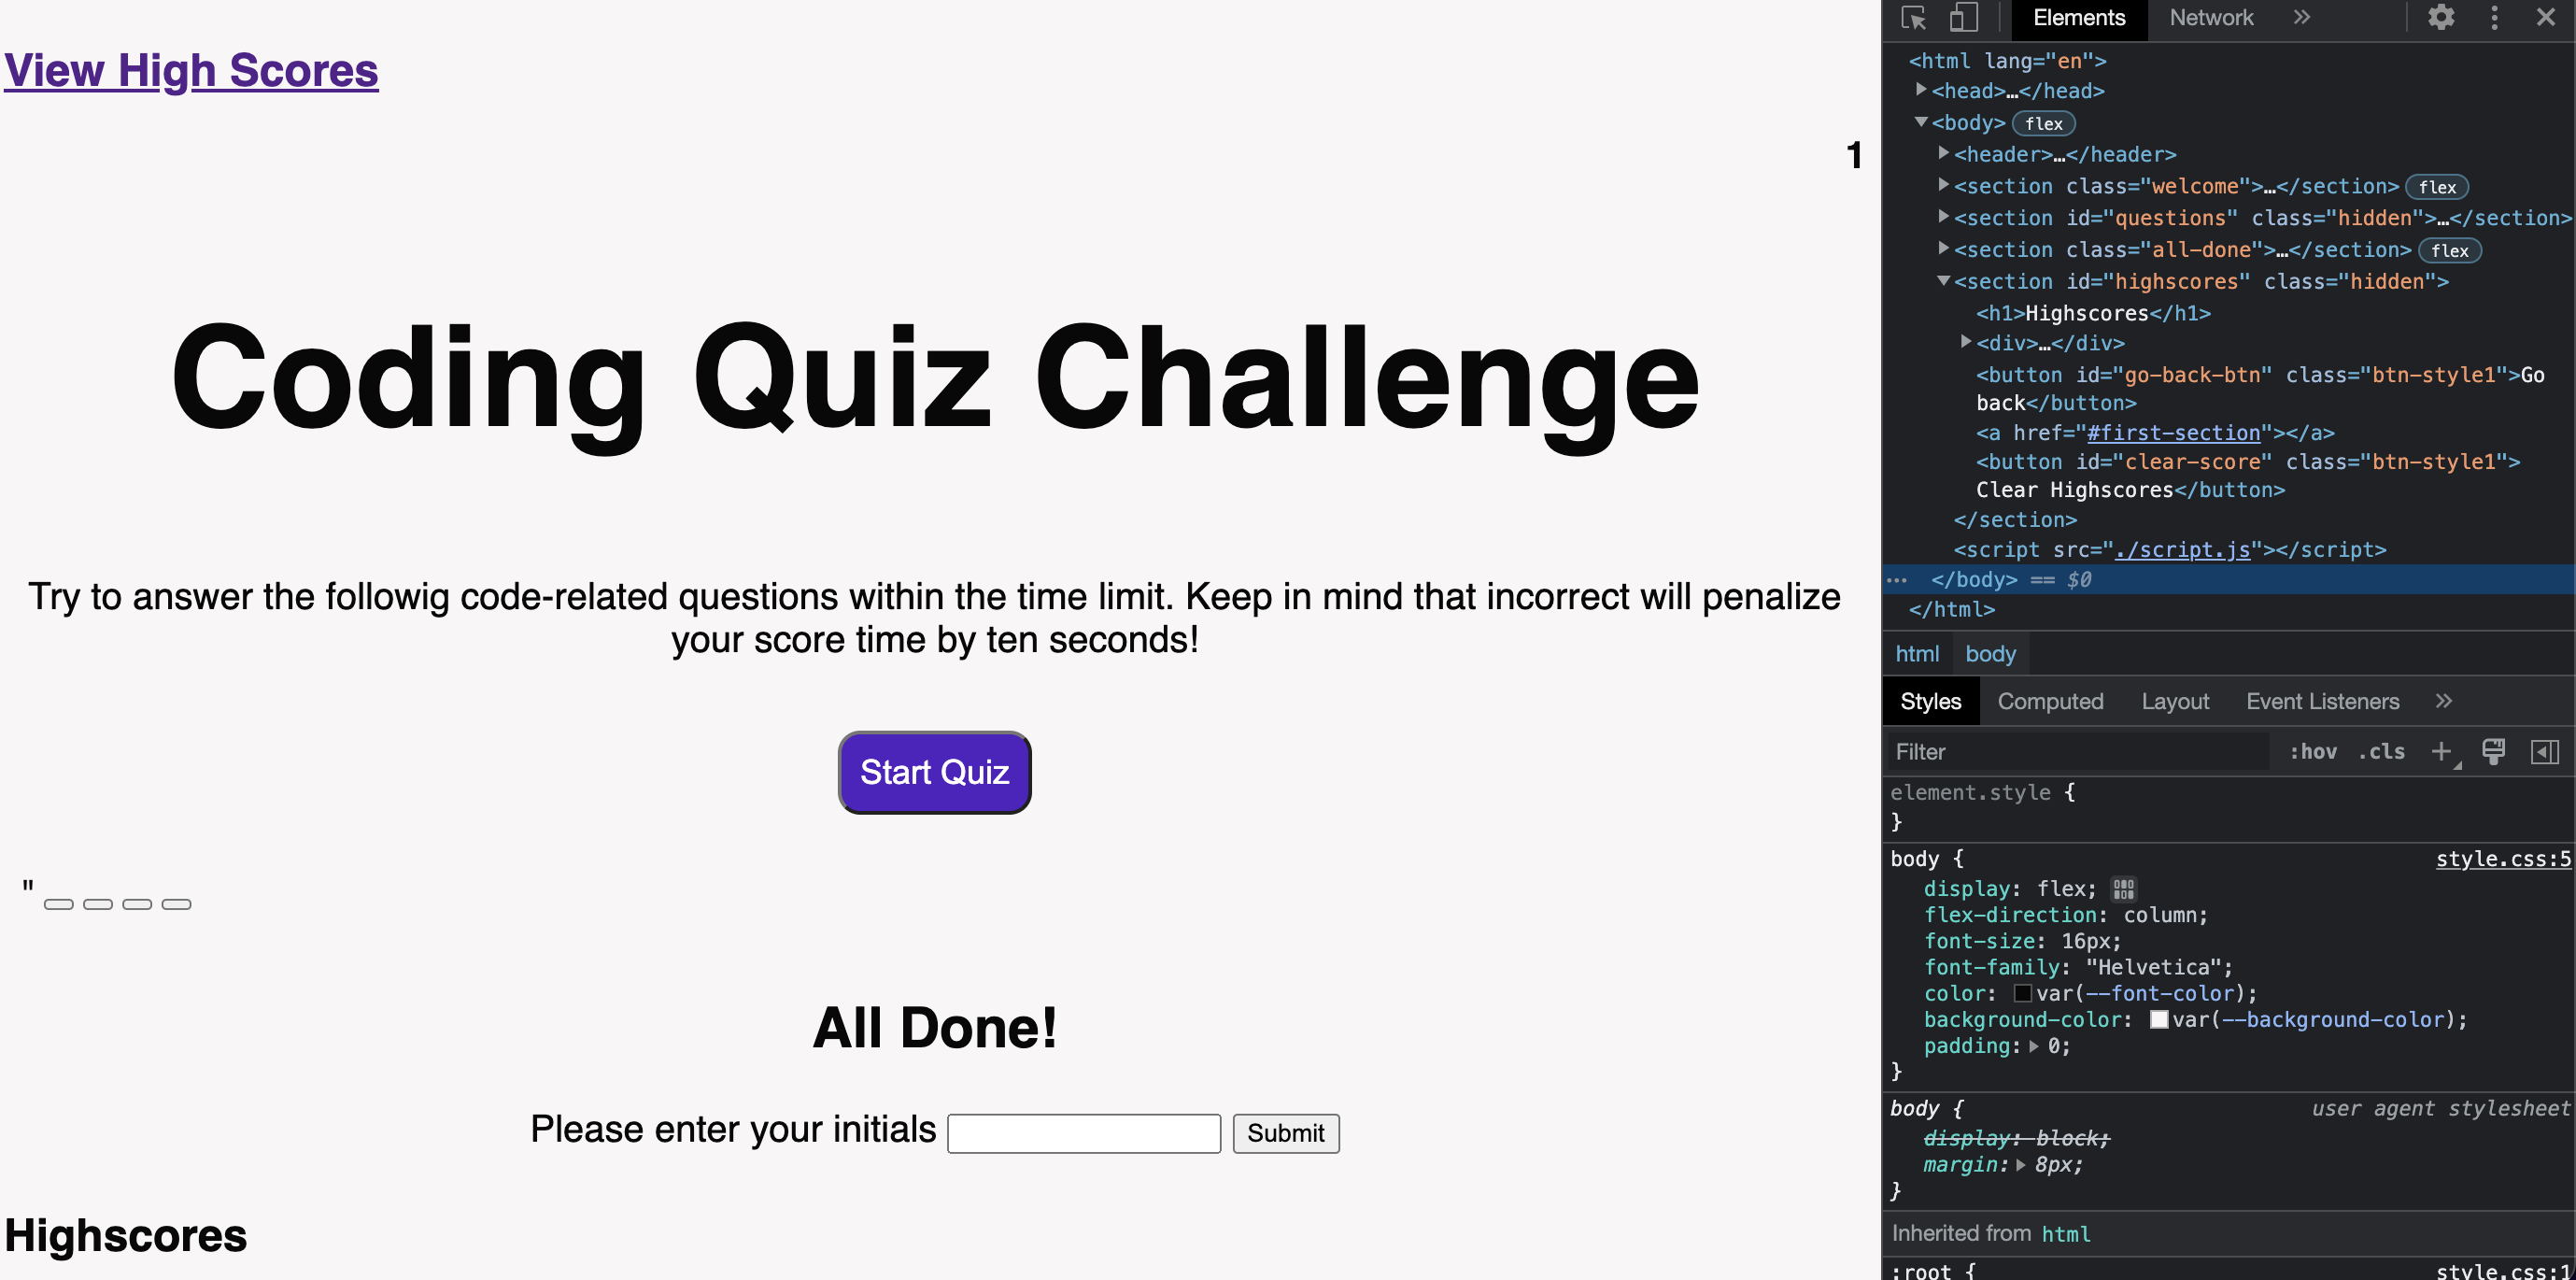 View High Scores
1
Coding Quiz Challenge
Try to answer the followig code-related questions within the time limit. Keep in mind that incorrect will penalize
your score time by ten seconds!
Start Quiz
"
All Done!
Please enter your initials Submit
Highscores
Elements Network »
<html lang="en">
<head>…</head>
<body> flex
<header>…</header>
<section class="welcome">…</section> flex
<section id="questions" class="hidden">…</section>
<section class="all-done">…</section> flex
<section id="highscores" class="hidden">
<h1>Highscores</h1>
<div>…</div>
<button id="go-back-btn" class="btn-style1">Go
back</button>
<a href="#first-section"></a>
<button id="clear-score" class="btn-style1">
Clear Highscores</button>
</section>
<script src="./script.js"></script>
… </body> == $0
</html>
html body
Styles Computed Layout Event Listeners »
Filter :hov .cls +
element.style {
}
body { style.css:5
display: flex;
flex-direction: column;
font-size: 16px;
font-family: "Helvetica";
color: var(--font-color);
background-color: var(--background-color);
padding: 0;
}
body { user agent stylesheet
display: block;
margin: 8px;
}
Inherited from html
:root { style.css:1